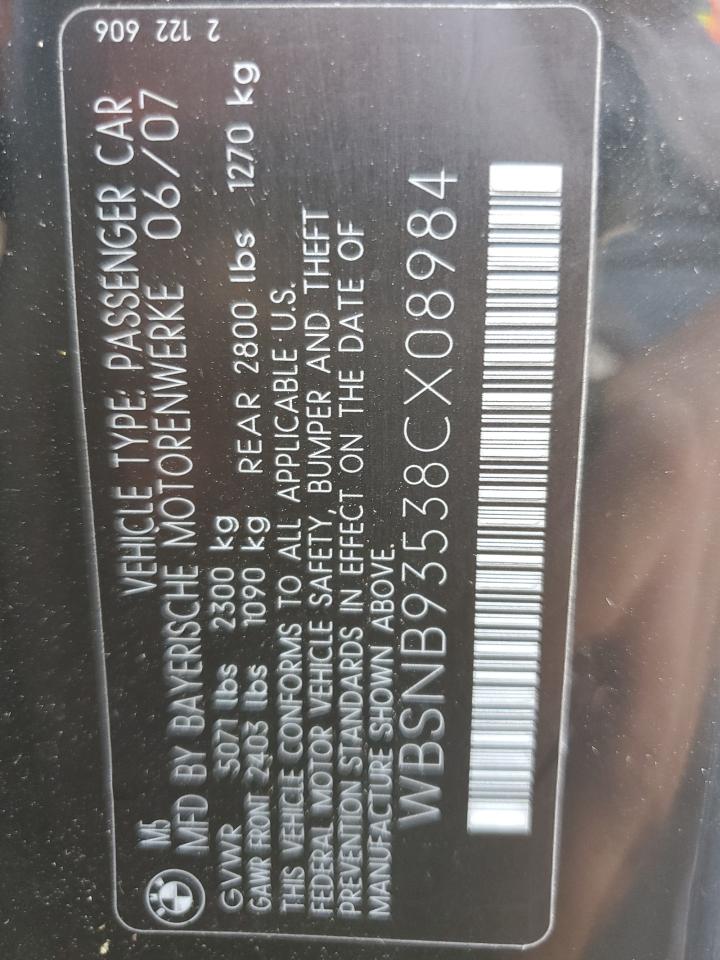 M5 VEHICLE TYPE: PASSENGER CAR
MFD BY BAYERISCHE MOTORENWERKE 06/07
GVWR 5071 lbs 2300 kg
GAWR FRONT 2403 lbs 1090 kg REAR 2800 lbs 1270 kg
THIS VEHICLE CONFORMS TO ALL APPLICABLE U.S.
FEDERAL MOTOR VEHICLE SAFETY, BUMPER AND THEFT
PREVENTION STANDARDS IN EFFECT ON THE DATE OF
MANUFACTURE SHOWN ABOVE.
WBSNB93538CX08984
2 122 606